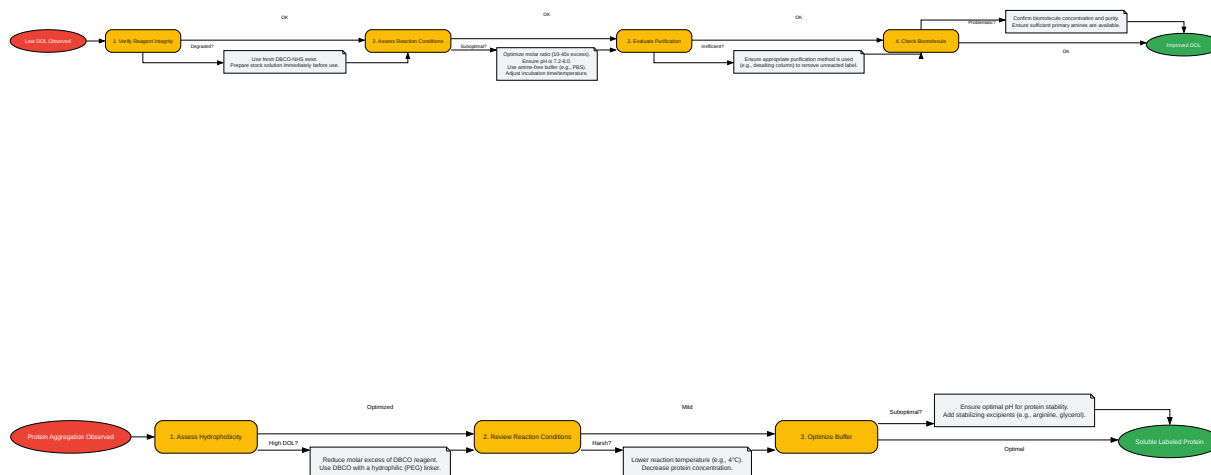 OK
OK
OK
Low DOL Observed
1. Verify Reagent Integrity
Degraded?
Use fresh DBCO-NHS ester.
Prepare stock solution immediately before use.
2. Assess Reaction Conditions
Suboptimal?
Optimize molar ratio (10-40x excess).
Ensure pH is 7.2-8.0.
Use amine-free buffer (e.g., PBS).
Adjust incubation time/temperature.
3. Evaluate Purification
Inefficient?
Ensure appropriate purification method is used
(e.g., desalting column) to remove unreacted label.
4. Check Biomolecule
Problematic?
Confirm biomolecule concentration and purity.
Ensure sufficient primary amines are available.
OK
Improved DOL
Optimized
Mild
Protein Aggregation Observed
1. Assess Hydrophobicity
High DOL?
Reduce molar excess of DBCO reagent.
Use DBCO with a hydrophilic (PEG) linker.
2. Review Reaction Conditions
Harsh?
Lower reaction temperature (e.g., 4°C).
Decrease protein concentration.
3. Optimize Buffer
Suboptimal?
Ensure optimal pH for protein stability.
Add stabilizing excipients (e.g., arginine, glycerol).
Optimal
Soluble Labeled Protein